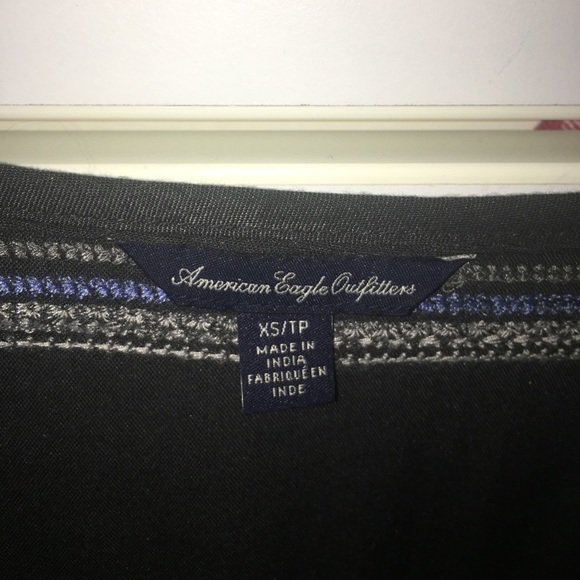 American Eagle Outfitters
XS/TP
MADE IN
INDIA
FABRIQUÉ EN
INDE